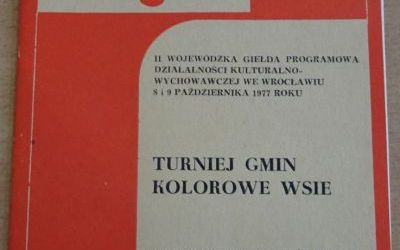 II WOJEWÓDZKA GIEŁDA PROGRAMOWA
DZIAŁALNOŚCI KULTURALNO-
WYCHOWAWCZEJ WE WROCŁAWIU
8 i 9 PAŹDZIERNIKA 1977 ROKU
TURNIEJ GMIN
KOLOROWE WSIE